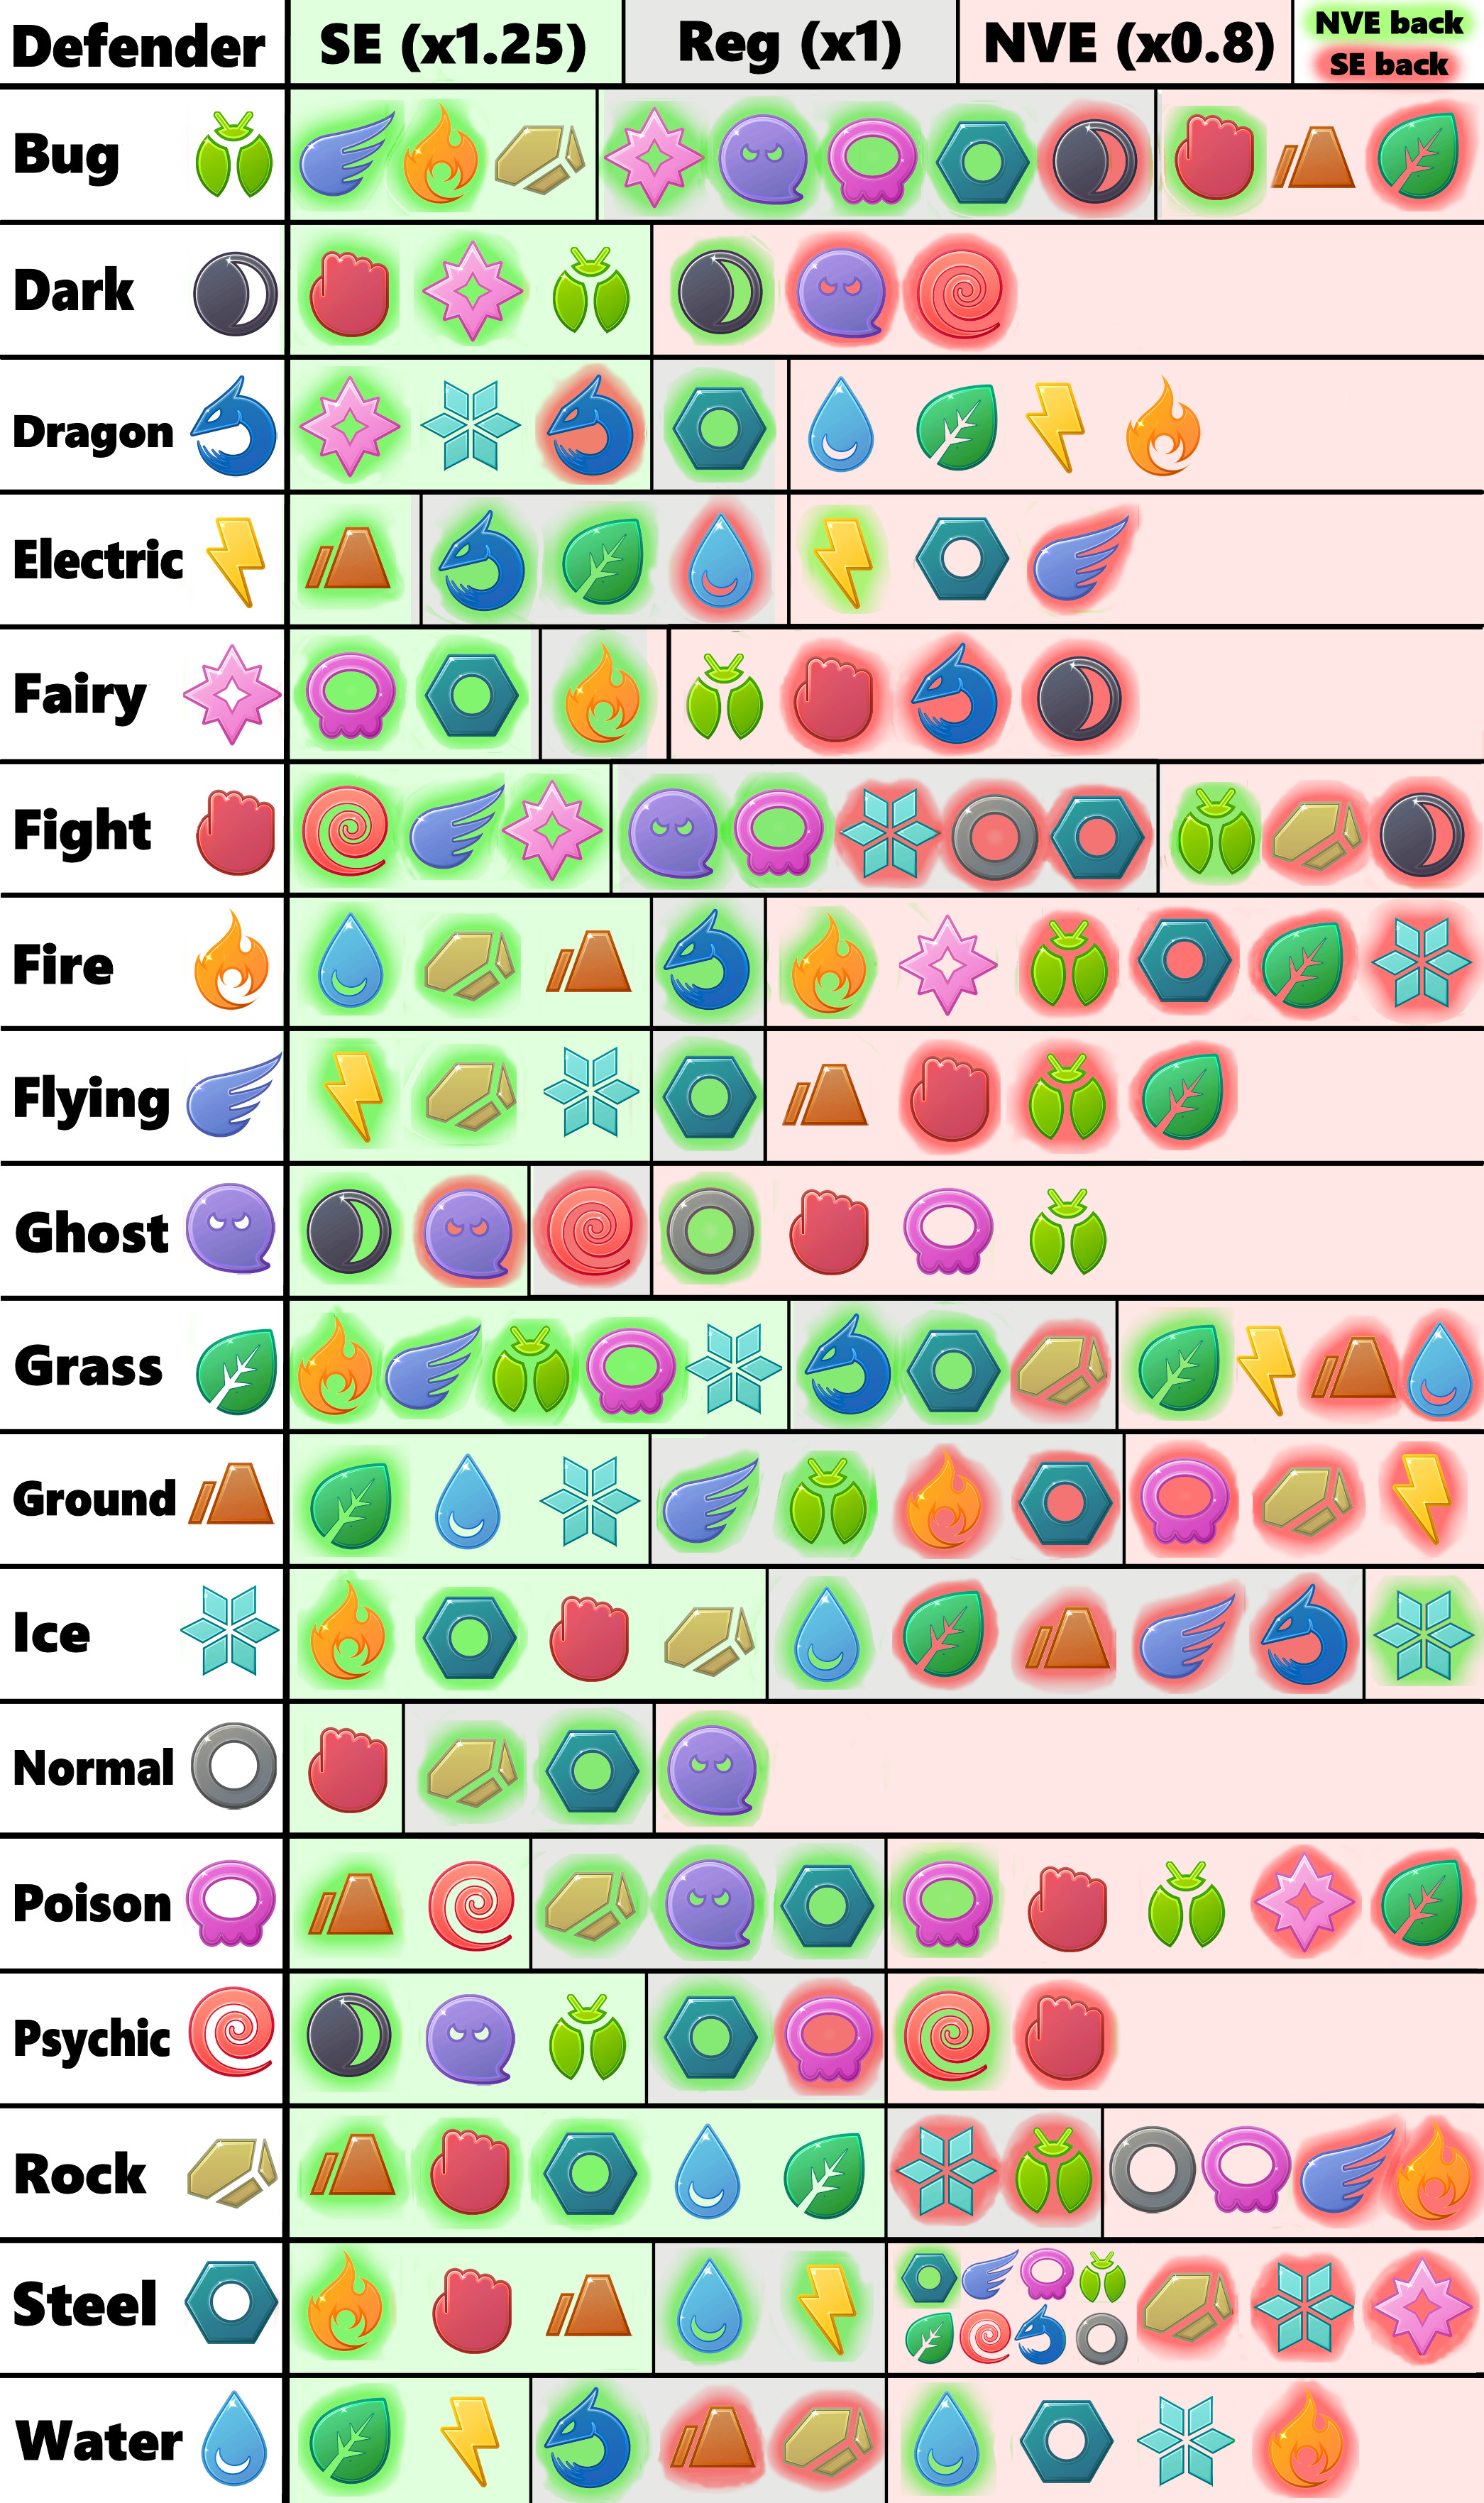 Defender SE (x1.25) Reg (x1) NVE (x0.8) NVE back
SE back
Bug
Dark
Dragon
Electric
Fairy
Fight
Fire
Flying
Ghost
Grass
Ground
Ice
Normal
Poison
Psychic
Rock
Steel
Water